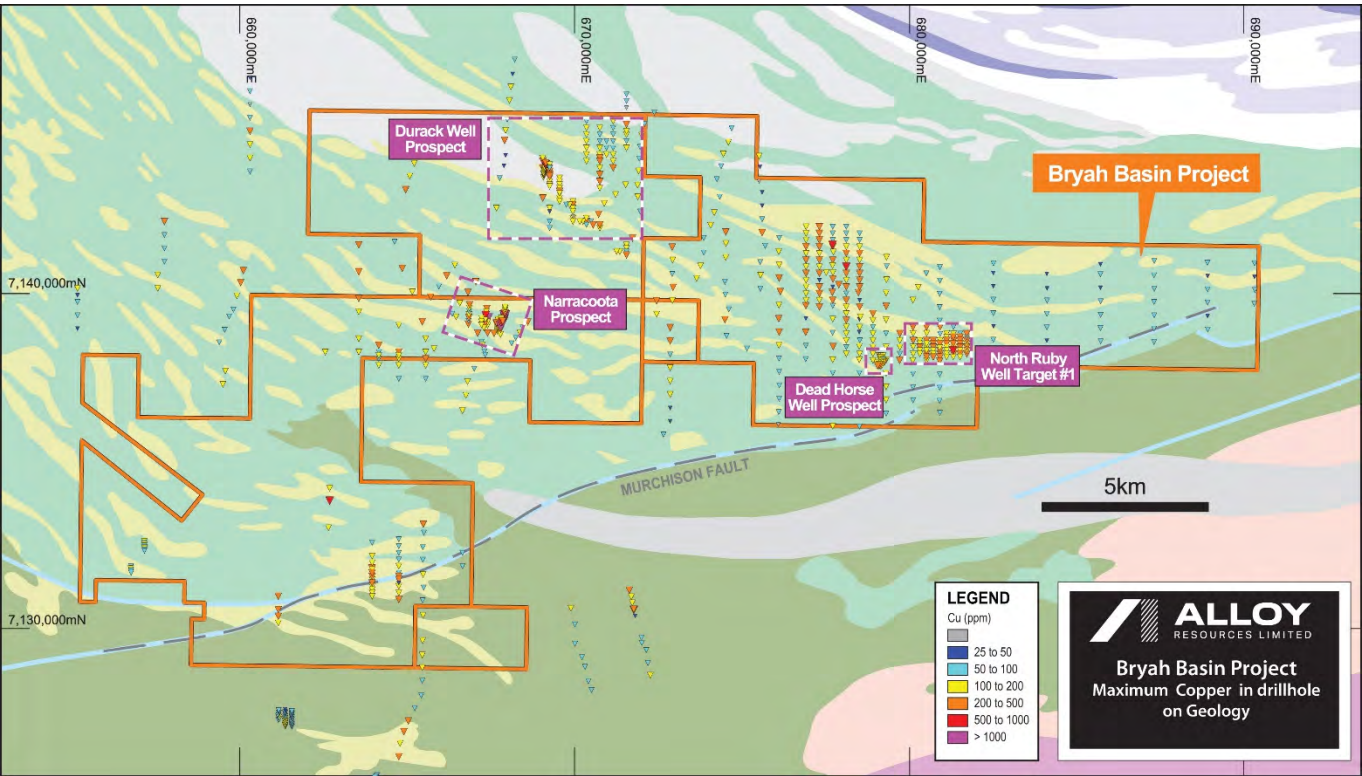 660,000mE
670,000mE
680,000mE
690,000mE
Durack Well
Prospect
Bryah Basin Project
7,140,000mN
Narracoota
Prospect
North Ruby
Well Target #1
Dead Horse
Well Prospect
MURCHISON FAULT
5km
7,130,000mN
LEGEND
Cu (ppm)
25 to 50
50 to 100
100 to 200
200 to 500
500 to 1000
> 1000
ALLOY
RESOURCES LIMITED
Bryah Basin Project
Maximum Copper in drillhole
on Geology